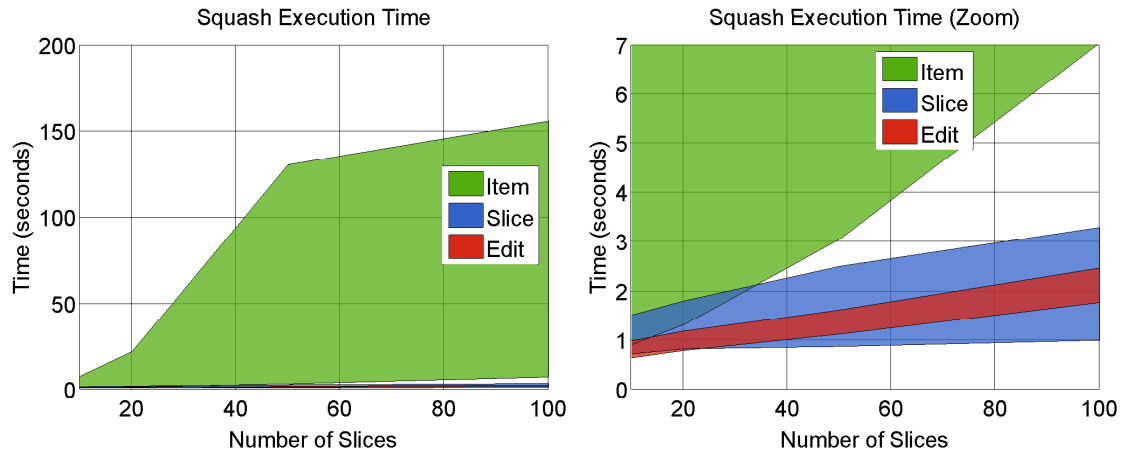 Squash Execution Time
200
150
100
50
0
20
40
60
80
100
Time (seconds)
Number of Slices
Item
Slice
Edit
Squash Execution Time (Zoom)
7
6
5
4
3
2
1
0
20
40
60
80
100
Time (seconds)
Number of Slices
Item
Slice
Edit